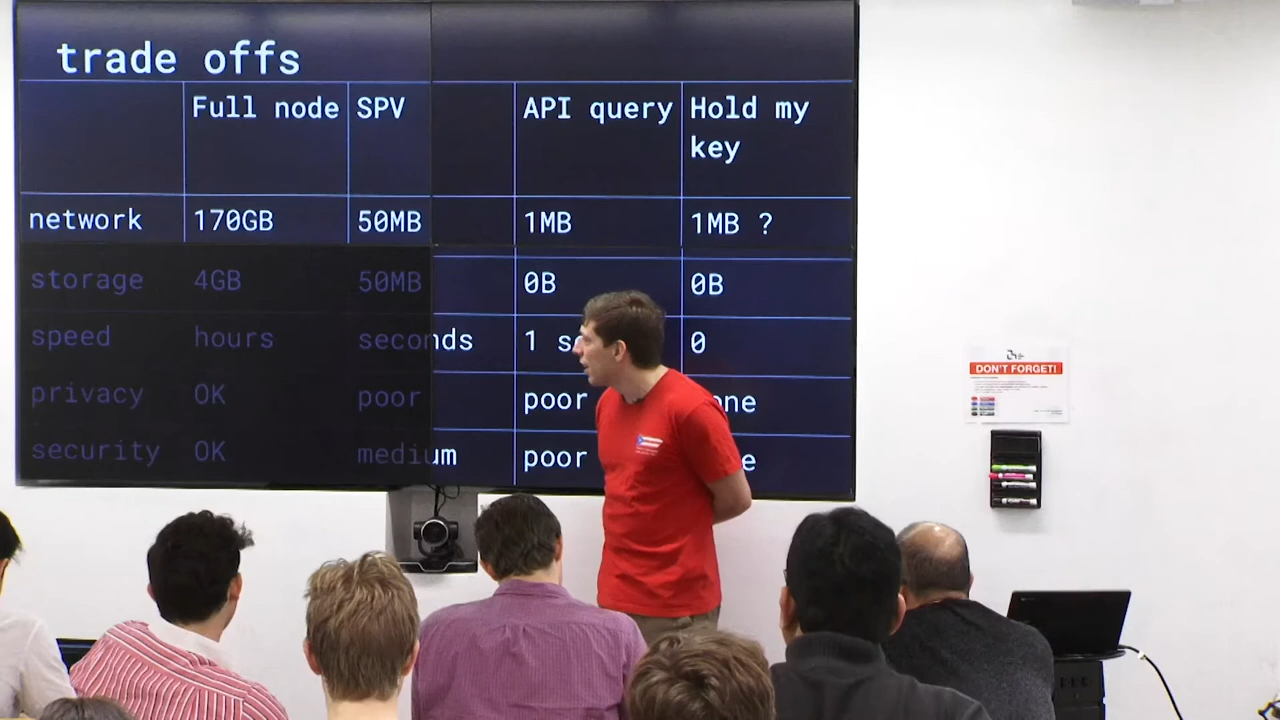 trade offs
Full node SPV API query Hold my
key
network 170GB 50MB 1MB 1MB ?
storage 4GB 50MB 0B 0B
speed hours seconds 1 0
privacy OK poor poor
security OK medium poor
DON'T FORGET!